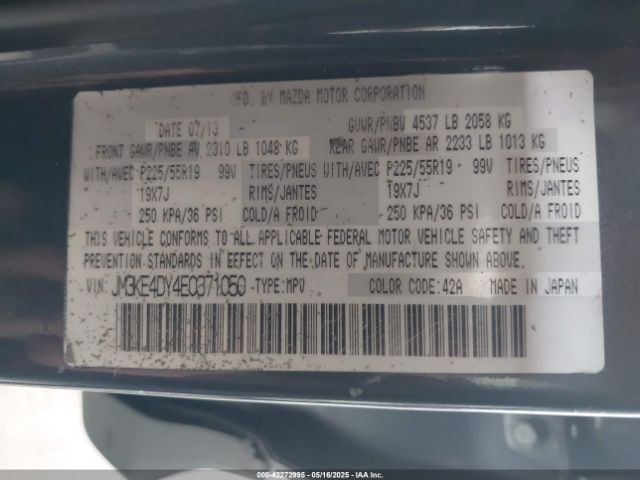 MFD. BY MAZDA MOTOR CORPORATION
DATE 07/13 GVWR/PNBV 4537 LB 2058 KG
FRONT GAWR/PNBE AV 2310 LB 1048 KG REAR GAWR/PNBE AR 2233 LB 1013 KG
WITH/AVEC P225/55R19 99V TIRES/PNEUS WITH/AVEC P225/55R19 99V TIRES/PNEUS
19X7J RIMS/JANTES 19X7J RIMS/JANTES
250 KPA/36 PSI COLD/A FROID 250 KPA/36 PSI COLD/A FROID
THIS VEHICLE CONFORMS TO ALL APPLICABLE FEDERAL MOTOR VEHICLE SAFETY AND THEFT
PREVENTION STANDARDS IN EFFECT ON THE DATE OF MANUFACTURE SHOWN ABOVE.
VIN: JM3KE4DY4E0371050 -TYPE:MPV COLOR CODE:42A MADE IN JAPAN
000-42272995 - 05/16/2025 - IAAI.COM